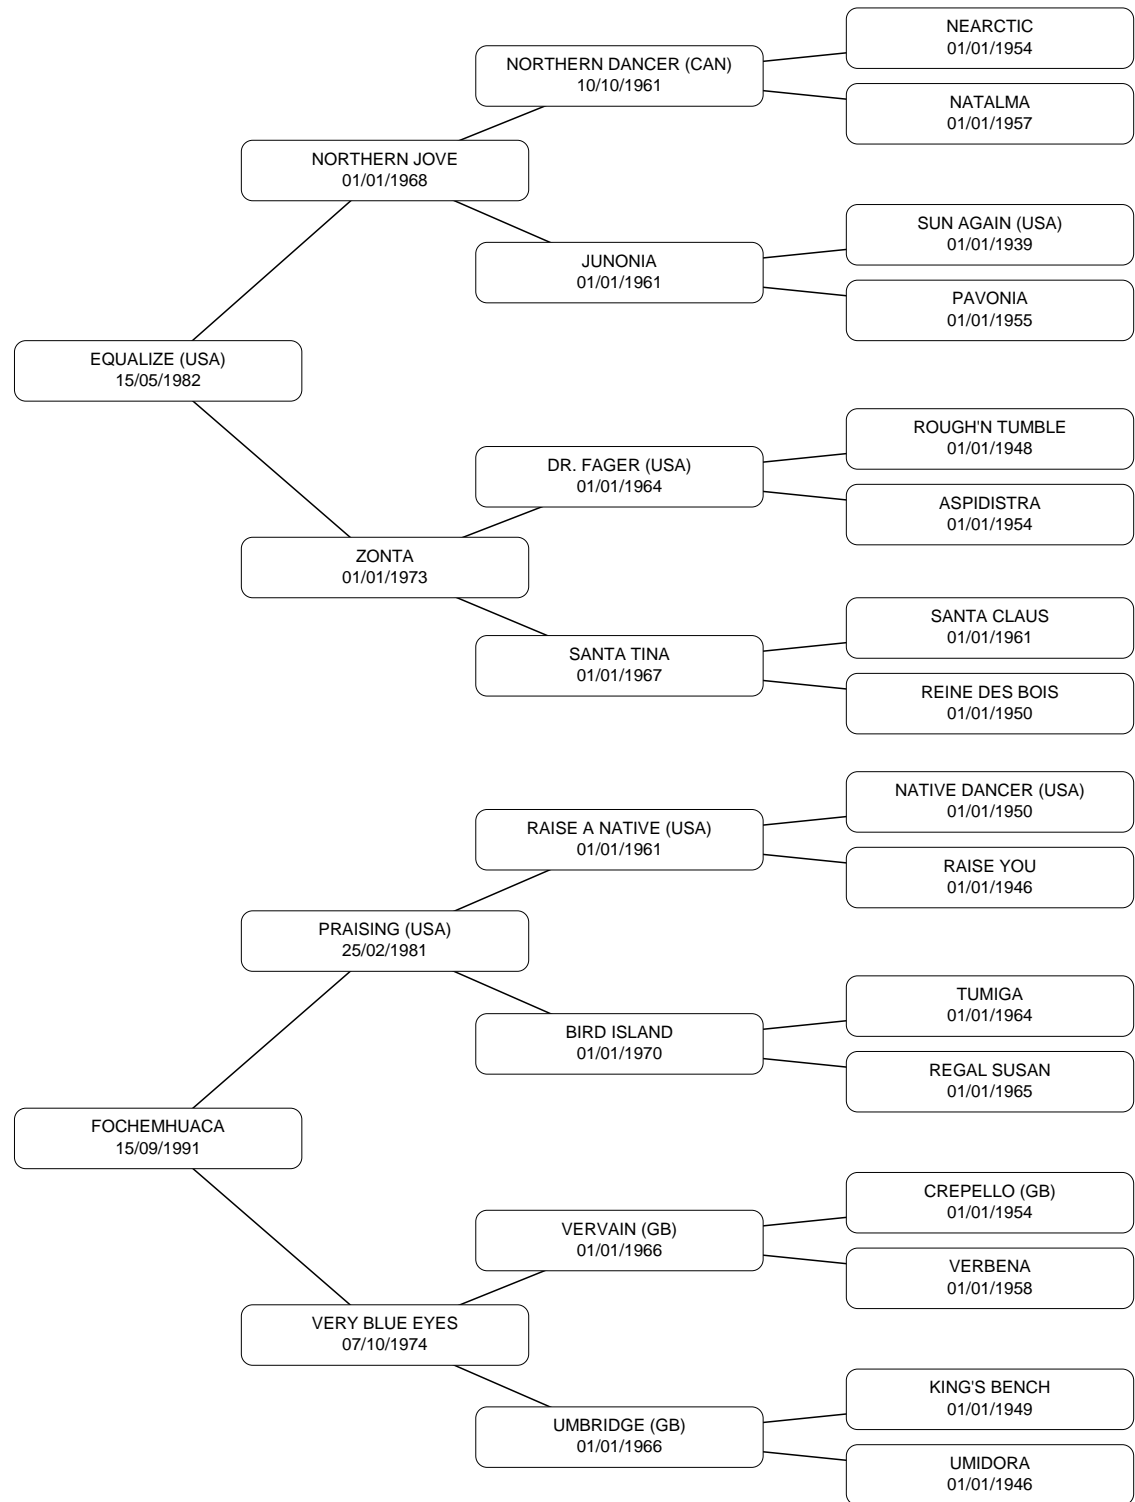 NEARCTIC
01/01/1954
NORTHERN DANCER (CAN)
10/10/1961
NATALMA
01/01/1957
NORTHERN JOVE
01/01/1968
SUN AGAIN (USA)
01/01/1939
JUNONIA
01/01/1961
PAVONIA
01/01/1955
EQUALIZE (USA)
15/05/1982
ROUGH'N TUMBLE
01/01/1948
DR. FAGER (USA)
01/01/1964
ASPIDISTRA
01/01/1954
ZONTA
01/01/1973
SANTA CLAUS
01/01/1961
SANTA TINA
01/01/1967
REINE DES BOIS
01/01/1950
NATIVE DANCER (USA)
01/01/1950
RAISE A NATIVE (USA)
01/01/1961
RAISE YOU
01/01/1946
PRAISING (USA)
25/02/1981
TUMIGA
01/01/1964
BIRD ISLAND
01/01/1970
REGAL SUSAN
01/01/1965
FOCHEMHUACA
15/09/1991
CREPELLO (GB)
01/01/1954
VERVAIN (GB)
01/01/1966
VERBENA
01/01/1958
VERY BLUE EYES
07/10/1974
KING'S BENCH
01/01/1949
UMBRIDGE (GB)
01/01/1966
UMIDORA
01/01/1946